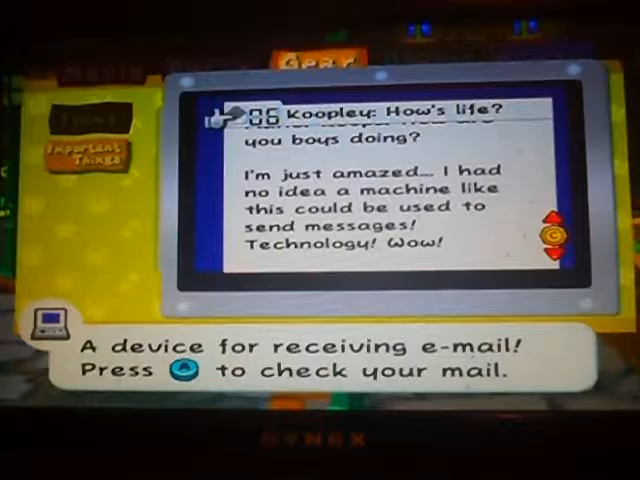 Gear
Items
Important
Things
06 Koopley: How's life?
you boys doing?
I'm just amazed... I had
no idea a machine like
this could be used to
send messages!
Technology! Wow!
C
A device for receiving e-mail!
Press A to check your mail.
DYNEX